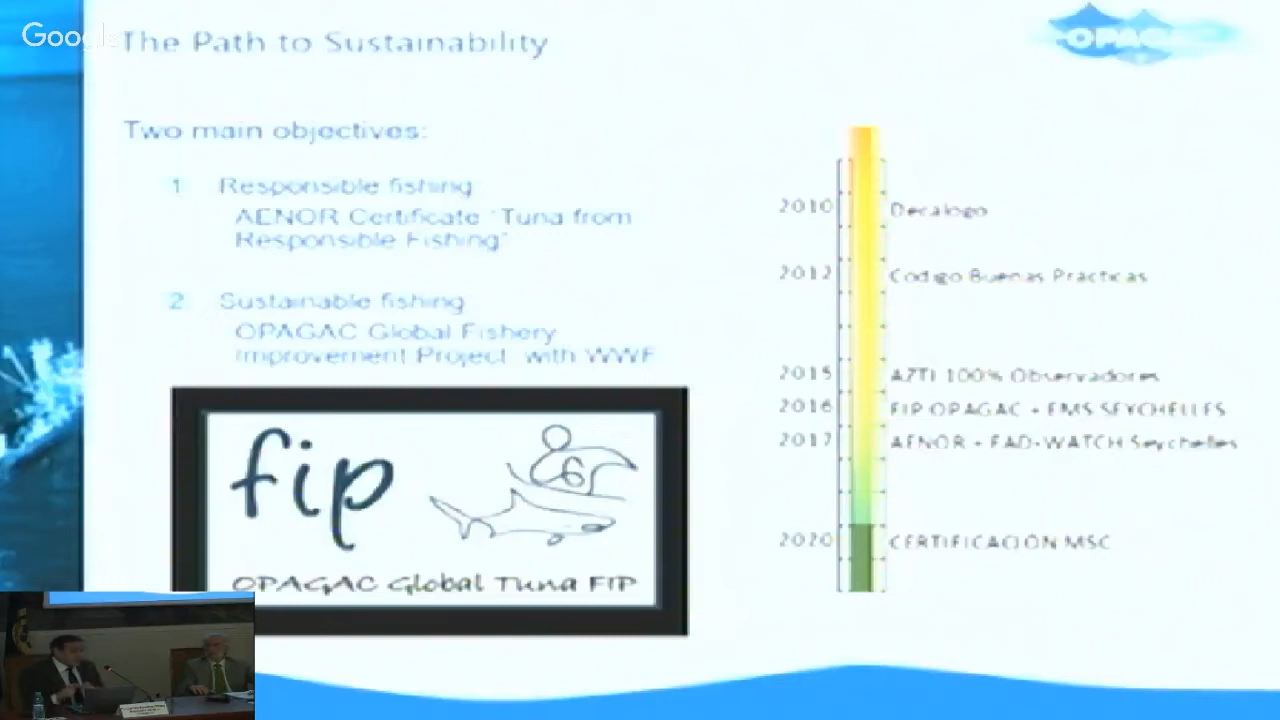 Google
The Path to Sustainability
OPAGAC
Two main objectives:
1 Responsible fishing
AENOR Certificate "Tuna from
Responsible Fishing"
2 Sustainable fishing
OPAGAC Global Fishery
Improvement Project with WWF
fip
OPAGAC Global Tuna FIP
2010 Decalogo
2012 Codigo Buenas Practicas
2015 AZTI 100% Observadores
2016 FIP OPAGAC + EMS SEYCHELLES
2017 AENOR + FAD-WATCH Seychelles
2020 CERTIFICACION MSC